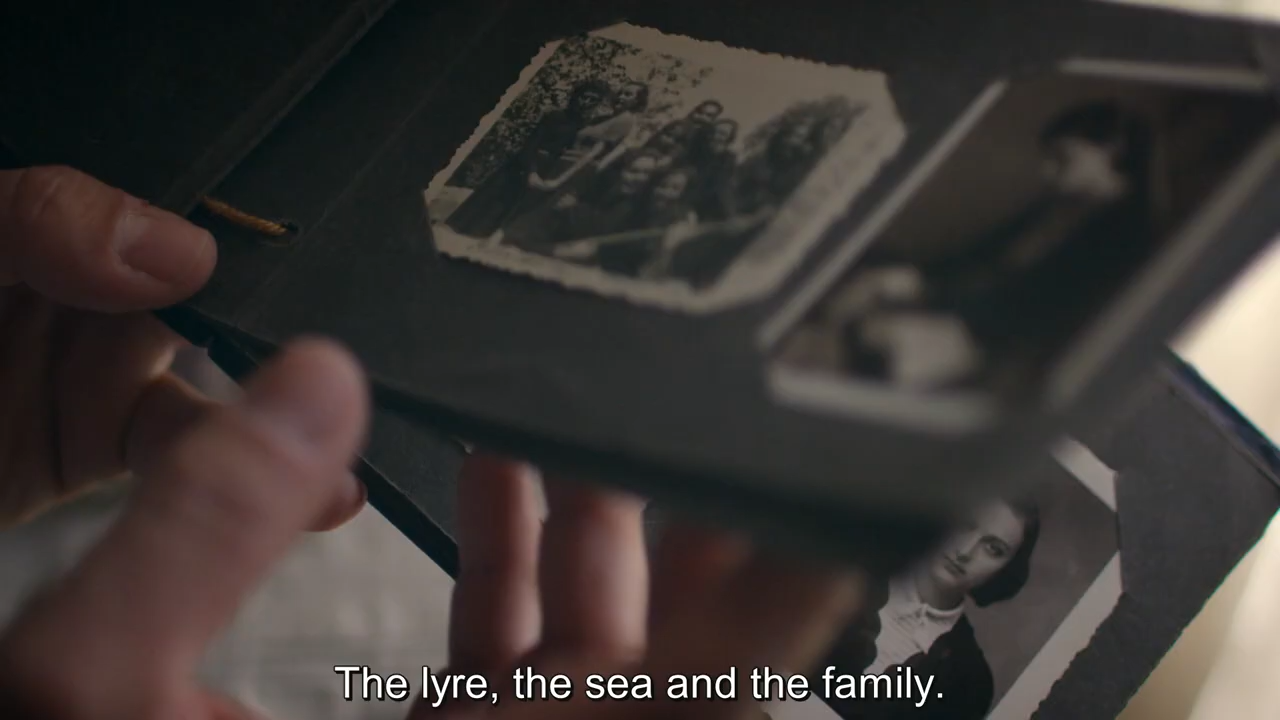 The lyre, the sea and the family.